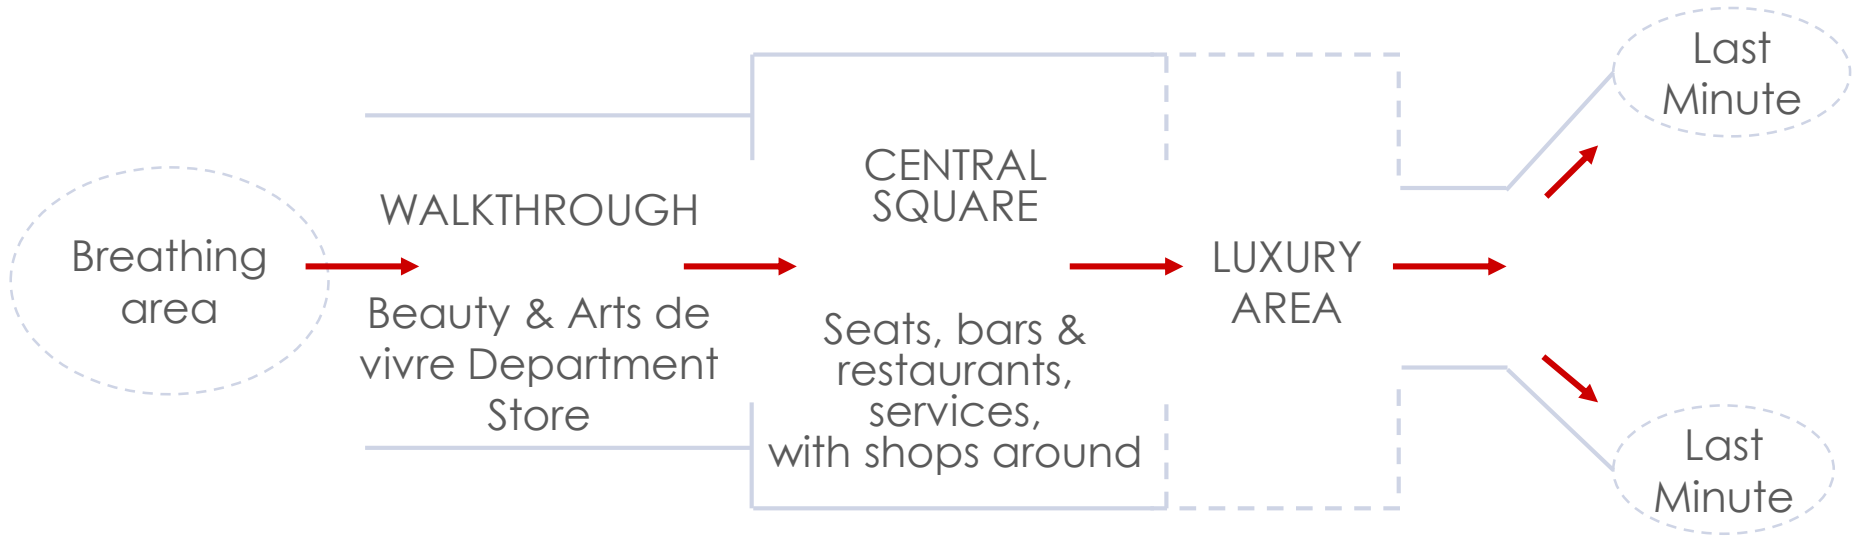 Breathing
area
WALKTHROUGH
Beauty & Arts de
vivre Department
Store
CENTRAL
SQUARE
Seats, bars &
restaurants,
services,
with shops around
LUXURY
AREA
Last
Minute
Last
Minute